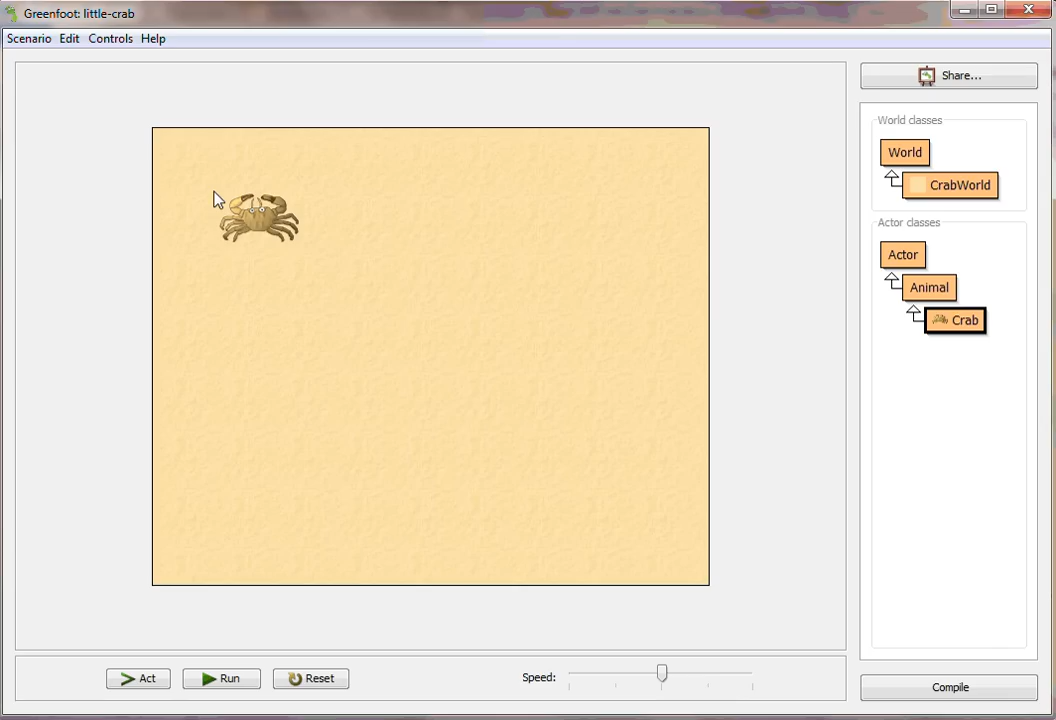 Greenfoot: little-crab
Scenario Edit Controls Help
Share...
World classes
World
CrabWorld
Actor classes
Actor
Animal
Crab
Act Run Reset Speed:
Compile